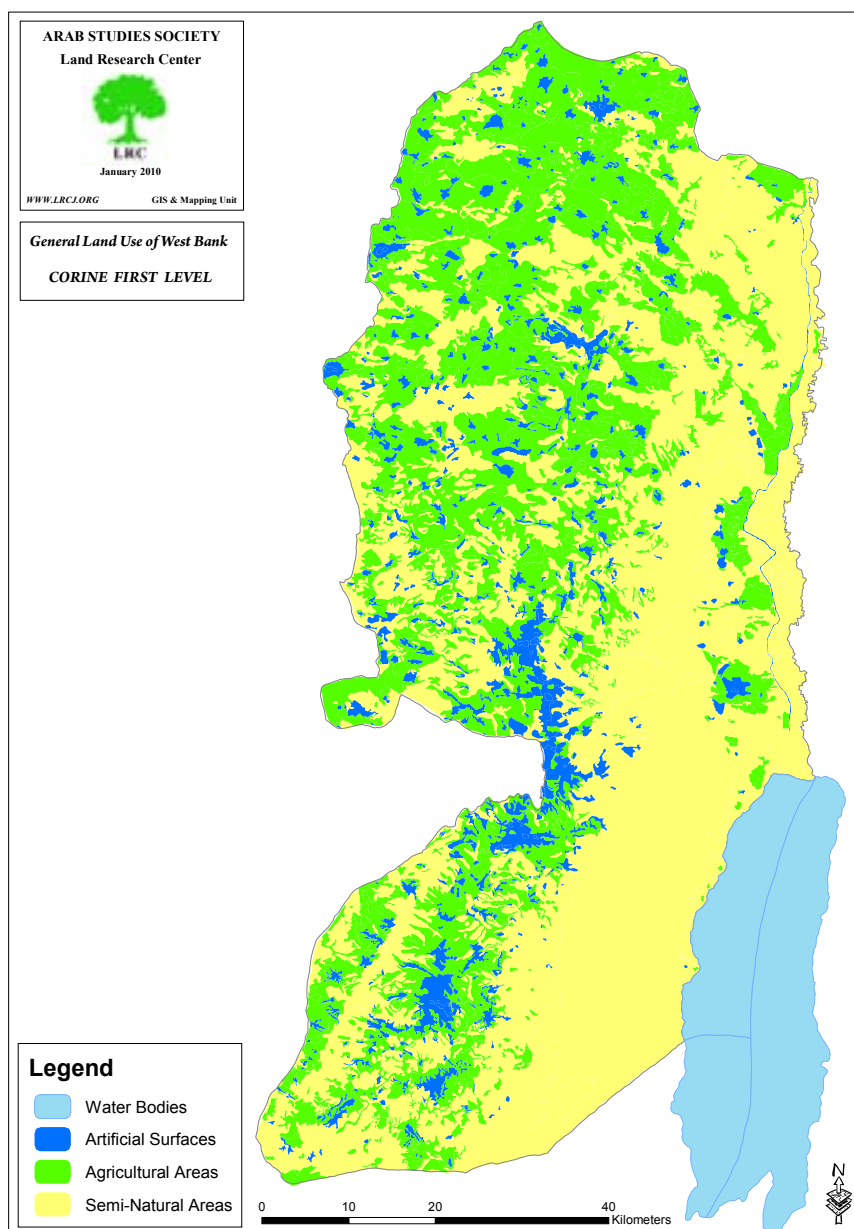 ARAB STUDIES SOCIETY
Land Research Center
LRC
January 2010
WWW.LRCJ.ORG GIS & Mapping Unit
General Land Use of West Bank
CORINE FIRST LEVEL
Legend
Water Bodies
Artificial Surfaces
Agricultural Areas
Semi-Natural Areas
0 10 20 40
Kilometers
N